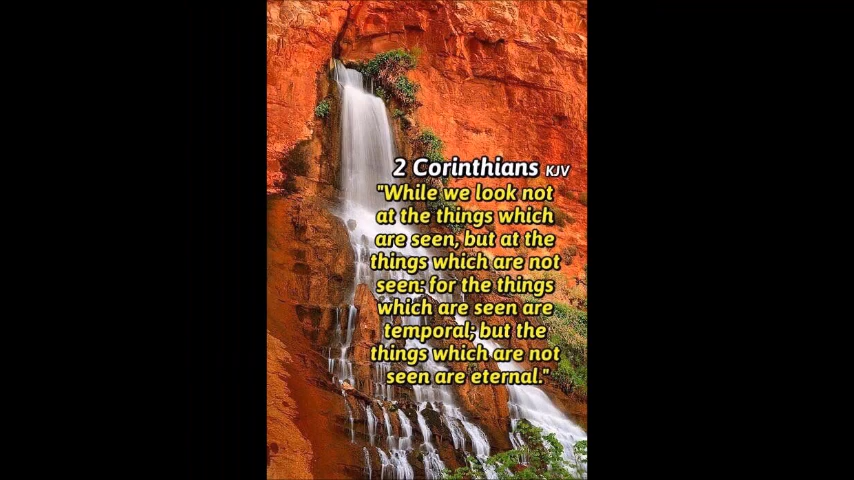 2 Corinthians KJV
"While we look not
at the things which
are seen, but at the
things which are not
seen: for the things
which are seen are
temporal; but the
things which are not
seen are eternal."